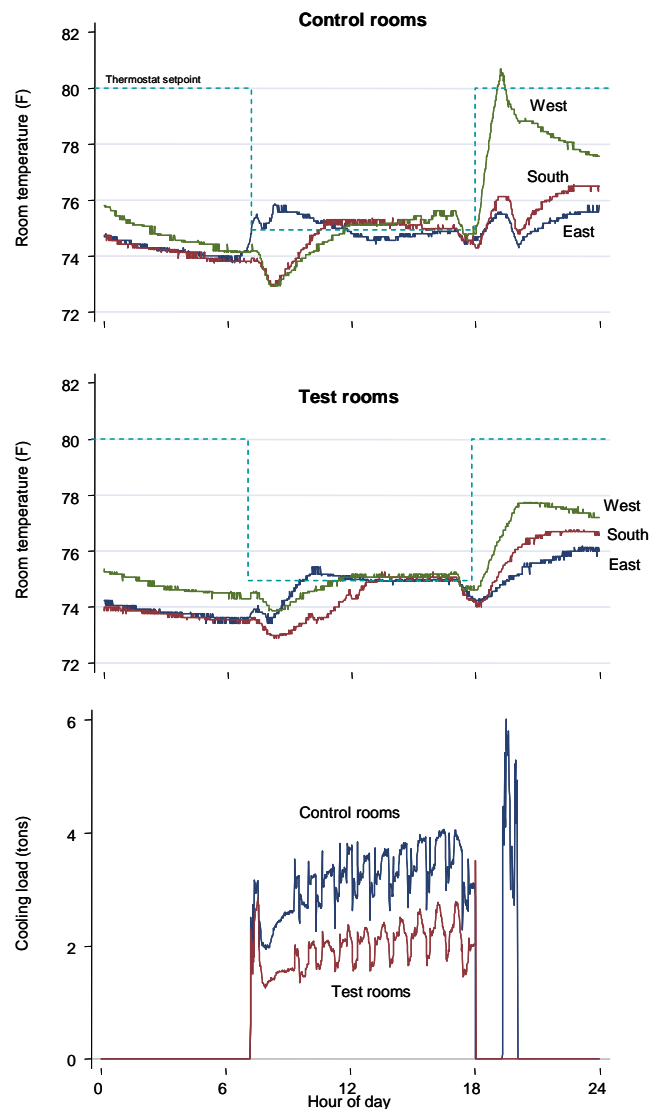 Control rooms
82
Thermostat setpoint
80
West
78
South
76
East
74
72
Room temperature (F)
Test rooms
82
80
78
West
South
76
East
74
72
Room temperature (F)
6
Control rooms
4
2
Test rooms
0
Cooling load (tons)
0 6 12 18 24
Hour of day